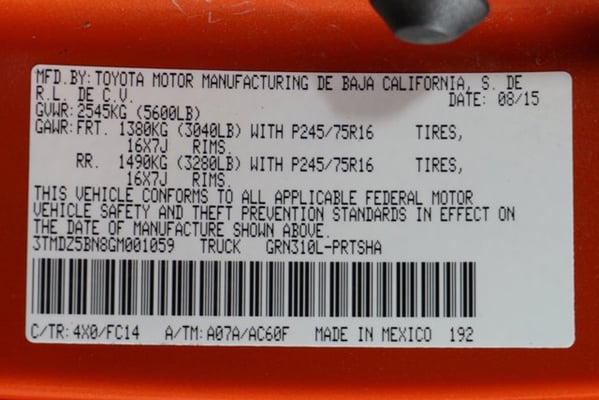 MFD.BY: TOYOTA MOTOR MANUFACTURING DE BAJA CALIFORNIA, S. DE
R.L. DE C.V. DATE: 08/15
GVWR: 2545KG (5600LB)
GAWR: FRT. 1380KG (3040LB) WITH P245/75R16 TIRES,
16X7J RIMS.
RR. 1490KG (3280LB) WITH P245/75R16 TIRES,
16X7J RIMS.
THIS VEHICLE CONFORMS TO ALL APPLICABLE FEDERAL MOTOR
VEHICLE SAFETY AND THEFT PREVENTION STANDARDS IN EFFECT ON
THE DATE OF MANUFACTURE SHOWN ABOVE.
3TMDZ5BN8GM001059 TRUCK GRN310L-PRTSHA
C/TR: 4X0/FC14 A/TM: A07A/AC60F MADE IN MEXICO 192